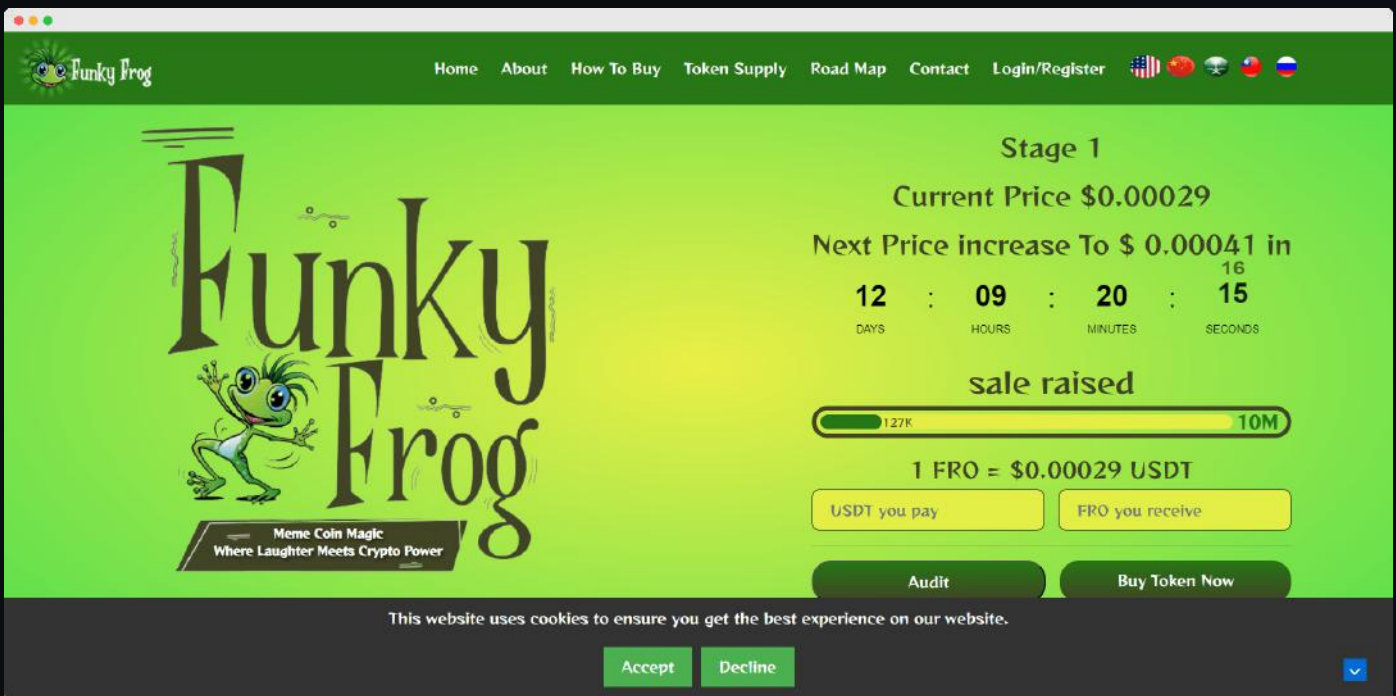 Funky Frog
Home About How To Buy Token Supply Road Map Contact Login/Register
Funky
Frog
Meme Coin Magic
Where Laughter Meets Crypto Power
Stage 1
Current Price $0.00029
Next Price increase To $ 0.00041 in
16
12 : 09 : 20 : 15
DAYS HOURS MINUTES SECONDS
sale raised
127K 10M
1 FRO = $0.00029 USDT
USDT you pay FRO you receive
Audit Buy Token Now
This website uses cookies to ensure you get the best experience on our website.
Accept Decline